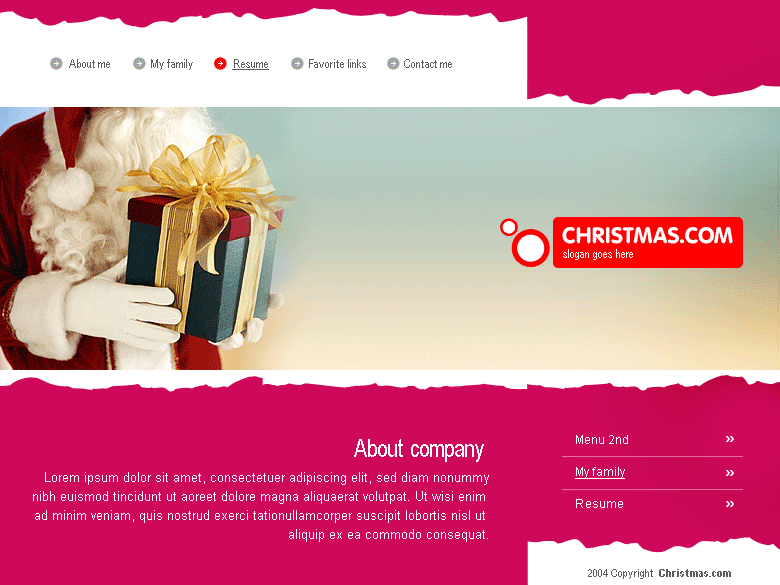 About me My family Resume Favorite links Contact me
CHRISTMAS.COM
slogan goes here
About company
Lorem ipsum dolor sit amet, consectetuer adipiscing elit, sed diam nonummy
nibh euismod tincidunt ut aoreet dolore magna aliquaerat volutpat. Ut wisi enim
ad minim veniam, quis nostrud exerci tationullamcorper suscipit lobortis nisl ut
aliquip ex ea commodo consequat.
Menu 2nd »
My family »
Resume »
2004 Copyright Christmas.com